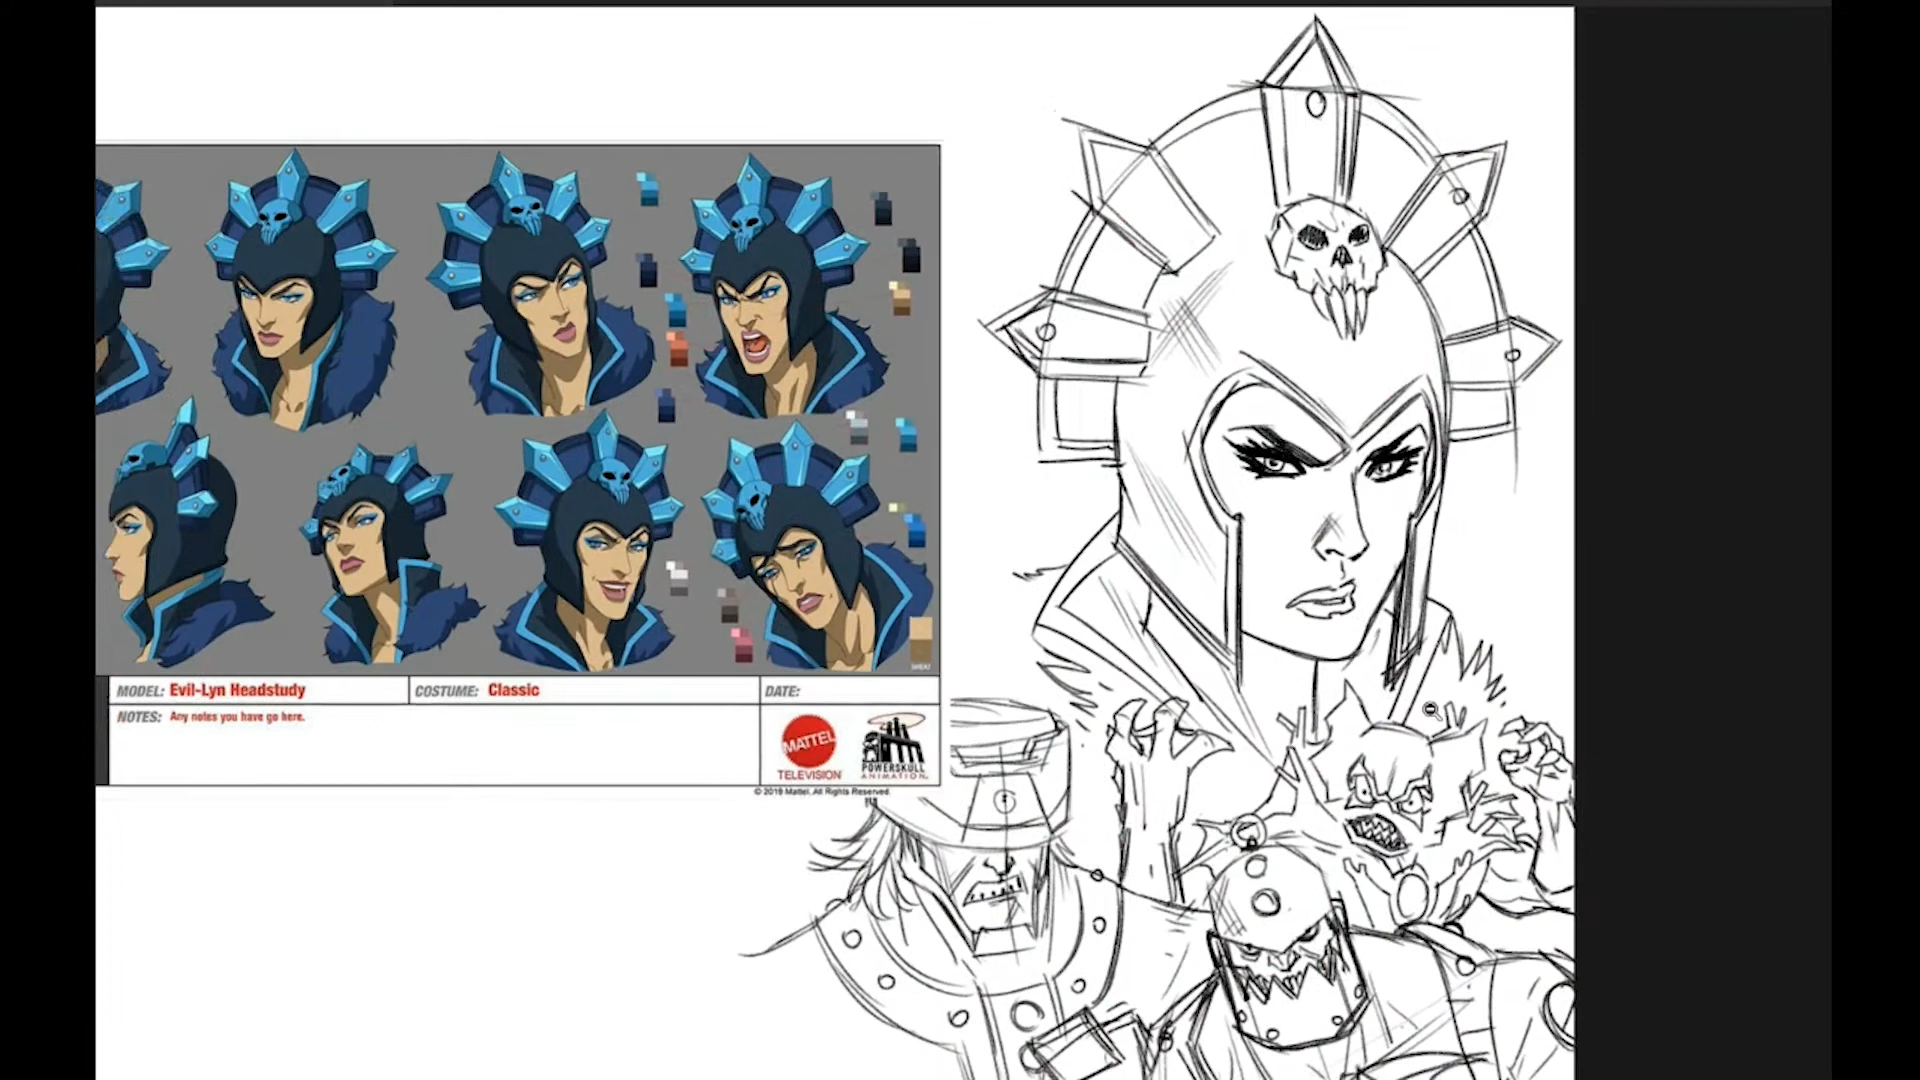 SWEAT
MODEL: Evil-Lyn Headstudy
COSTUME: Classic
DATE:
NOTES: Any notes you have go here.
MATTEL
TELEVISION
POWERSKULL
ANIMATION
© 2019 Mattel. All Rights Reserved.